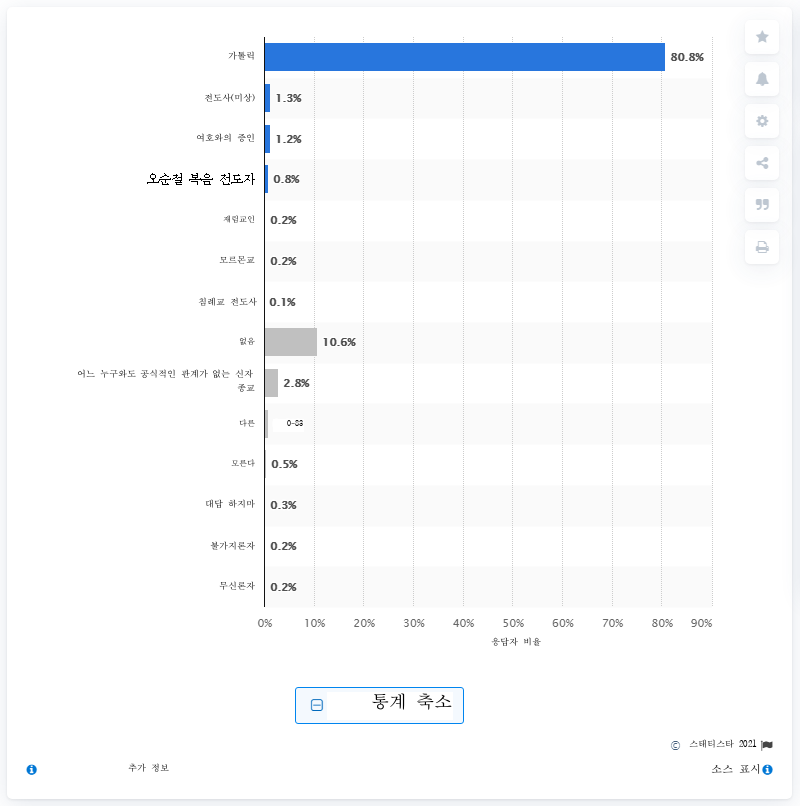 가톨릭
80.8%
전도사(미상)
1.3%
여호와의 증인
1.2%
오순절 복음 전도자
0.8%
재림교인
0.2%
모르몬교
0.2%
침례교 전도사
0.1%
없음
10.6%
어느 누구와도 공식적인 관계가 없는 신자
종교
2.8%
다른
0-83
모른다
0.5%
대답 하지마
0.3%
불가지론자
0.2%
무신론자
0.2%
0% 10% 20% 30% 40% 50% 60% 70% 80% 90%
응답자 비율
통계 축소
© 스태티스타 2021
추가 정보
소스 표시